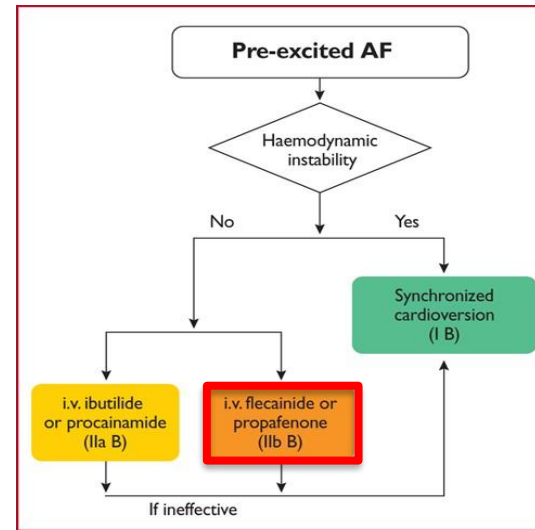 Pre-excited AF
Haemodynamic
instability
No
Yes
Synchronized
cardioversion
(I B)
i.v. ibutilide
or procainamide
(IIa B)
i.v. flecainide or
propafenone
(IIb B)
If ineffective